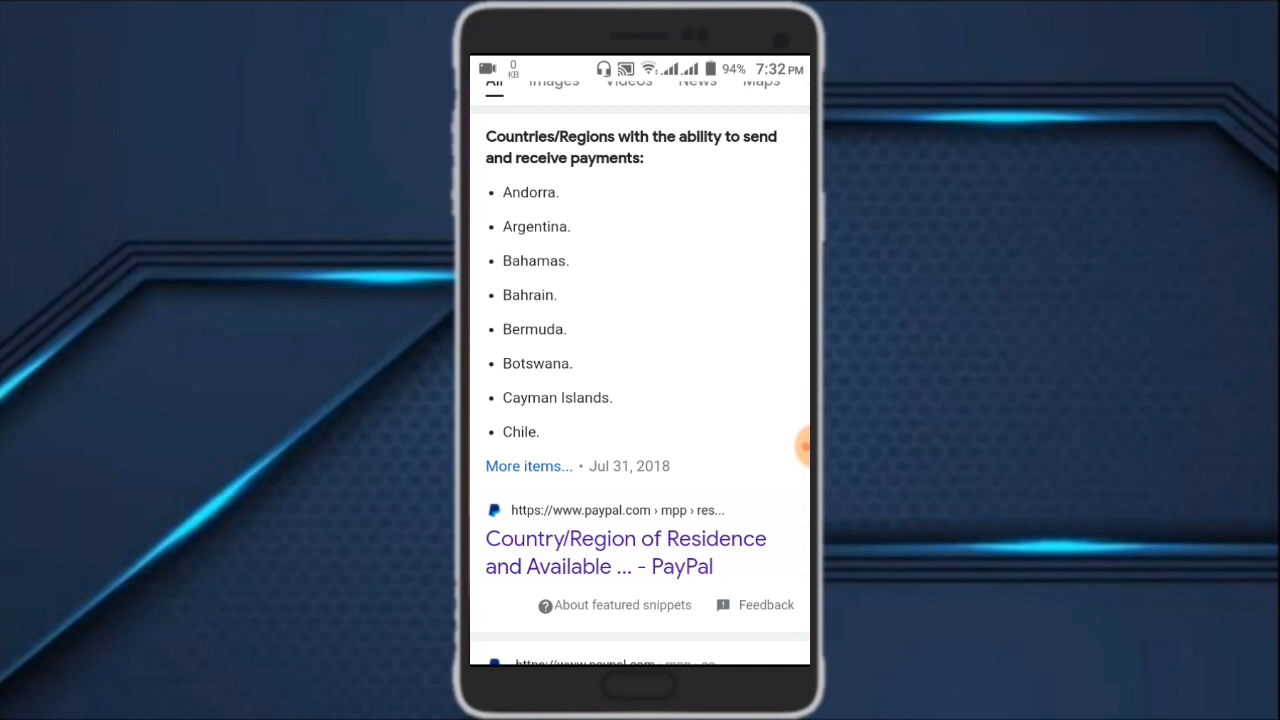 0
KB
94% 7:32 PM
All Images Videos News Maps
Countries/Regions with the ability to send
and receive payments:
• Andorra.
• Argentina.
• Bahamas.
• Bahrain.
• Bermuda.
• Botswana.
• Cayman Islands.
• Chile.
More items... • Jul 31, 2018
https://www.paypal.com › mpp › res...
Country/Region of Residence
and Available ... - PayPal
About featured snippets Feedback
https://www.paypal.com › mpp